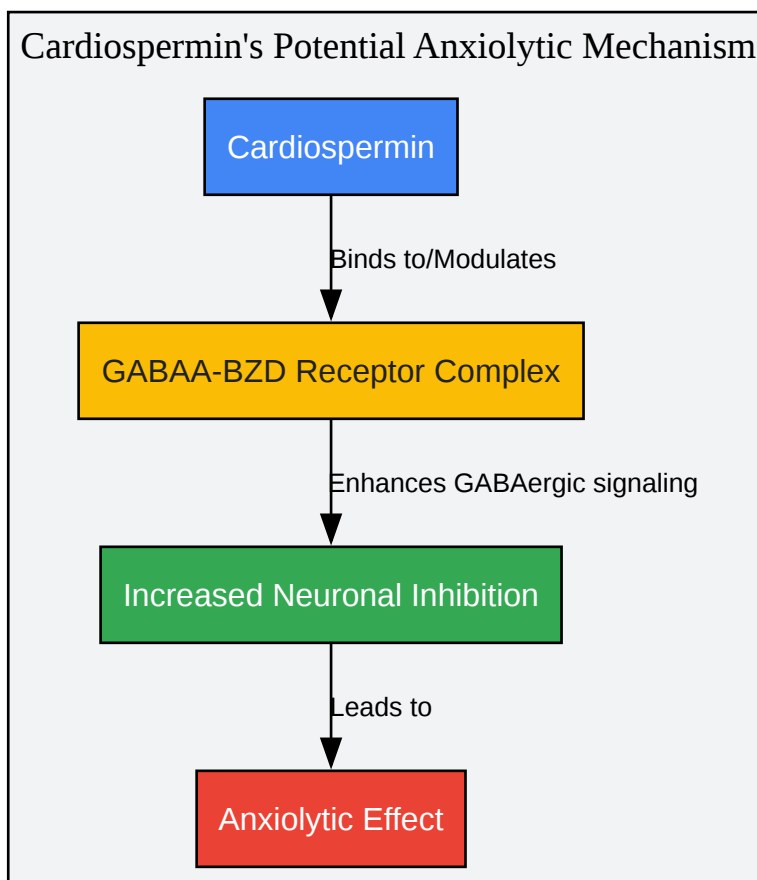 Cardiospermin's Potential Anxiolytic Mechanism
Cardiospermin
Binds to/Modulates
GABAA-BZD Receptor Complex
Enhances GABAergic signaling
Increased Neuronal Inhibition
Leads to
Anxiolytic Effect